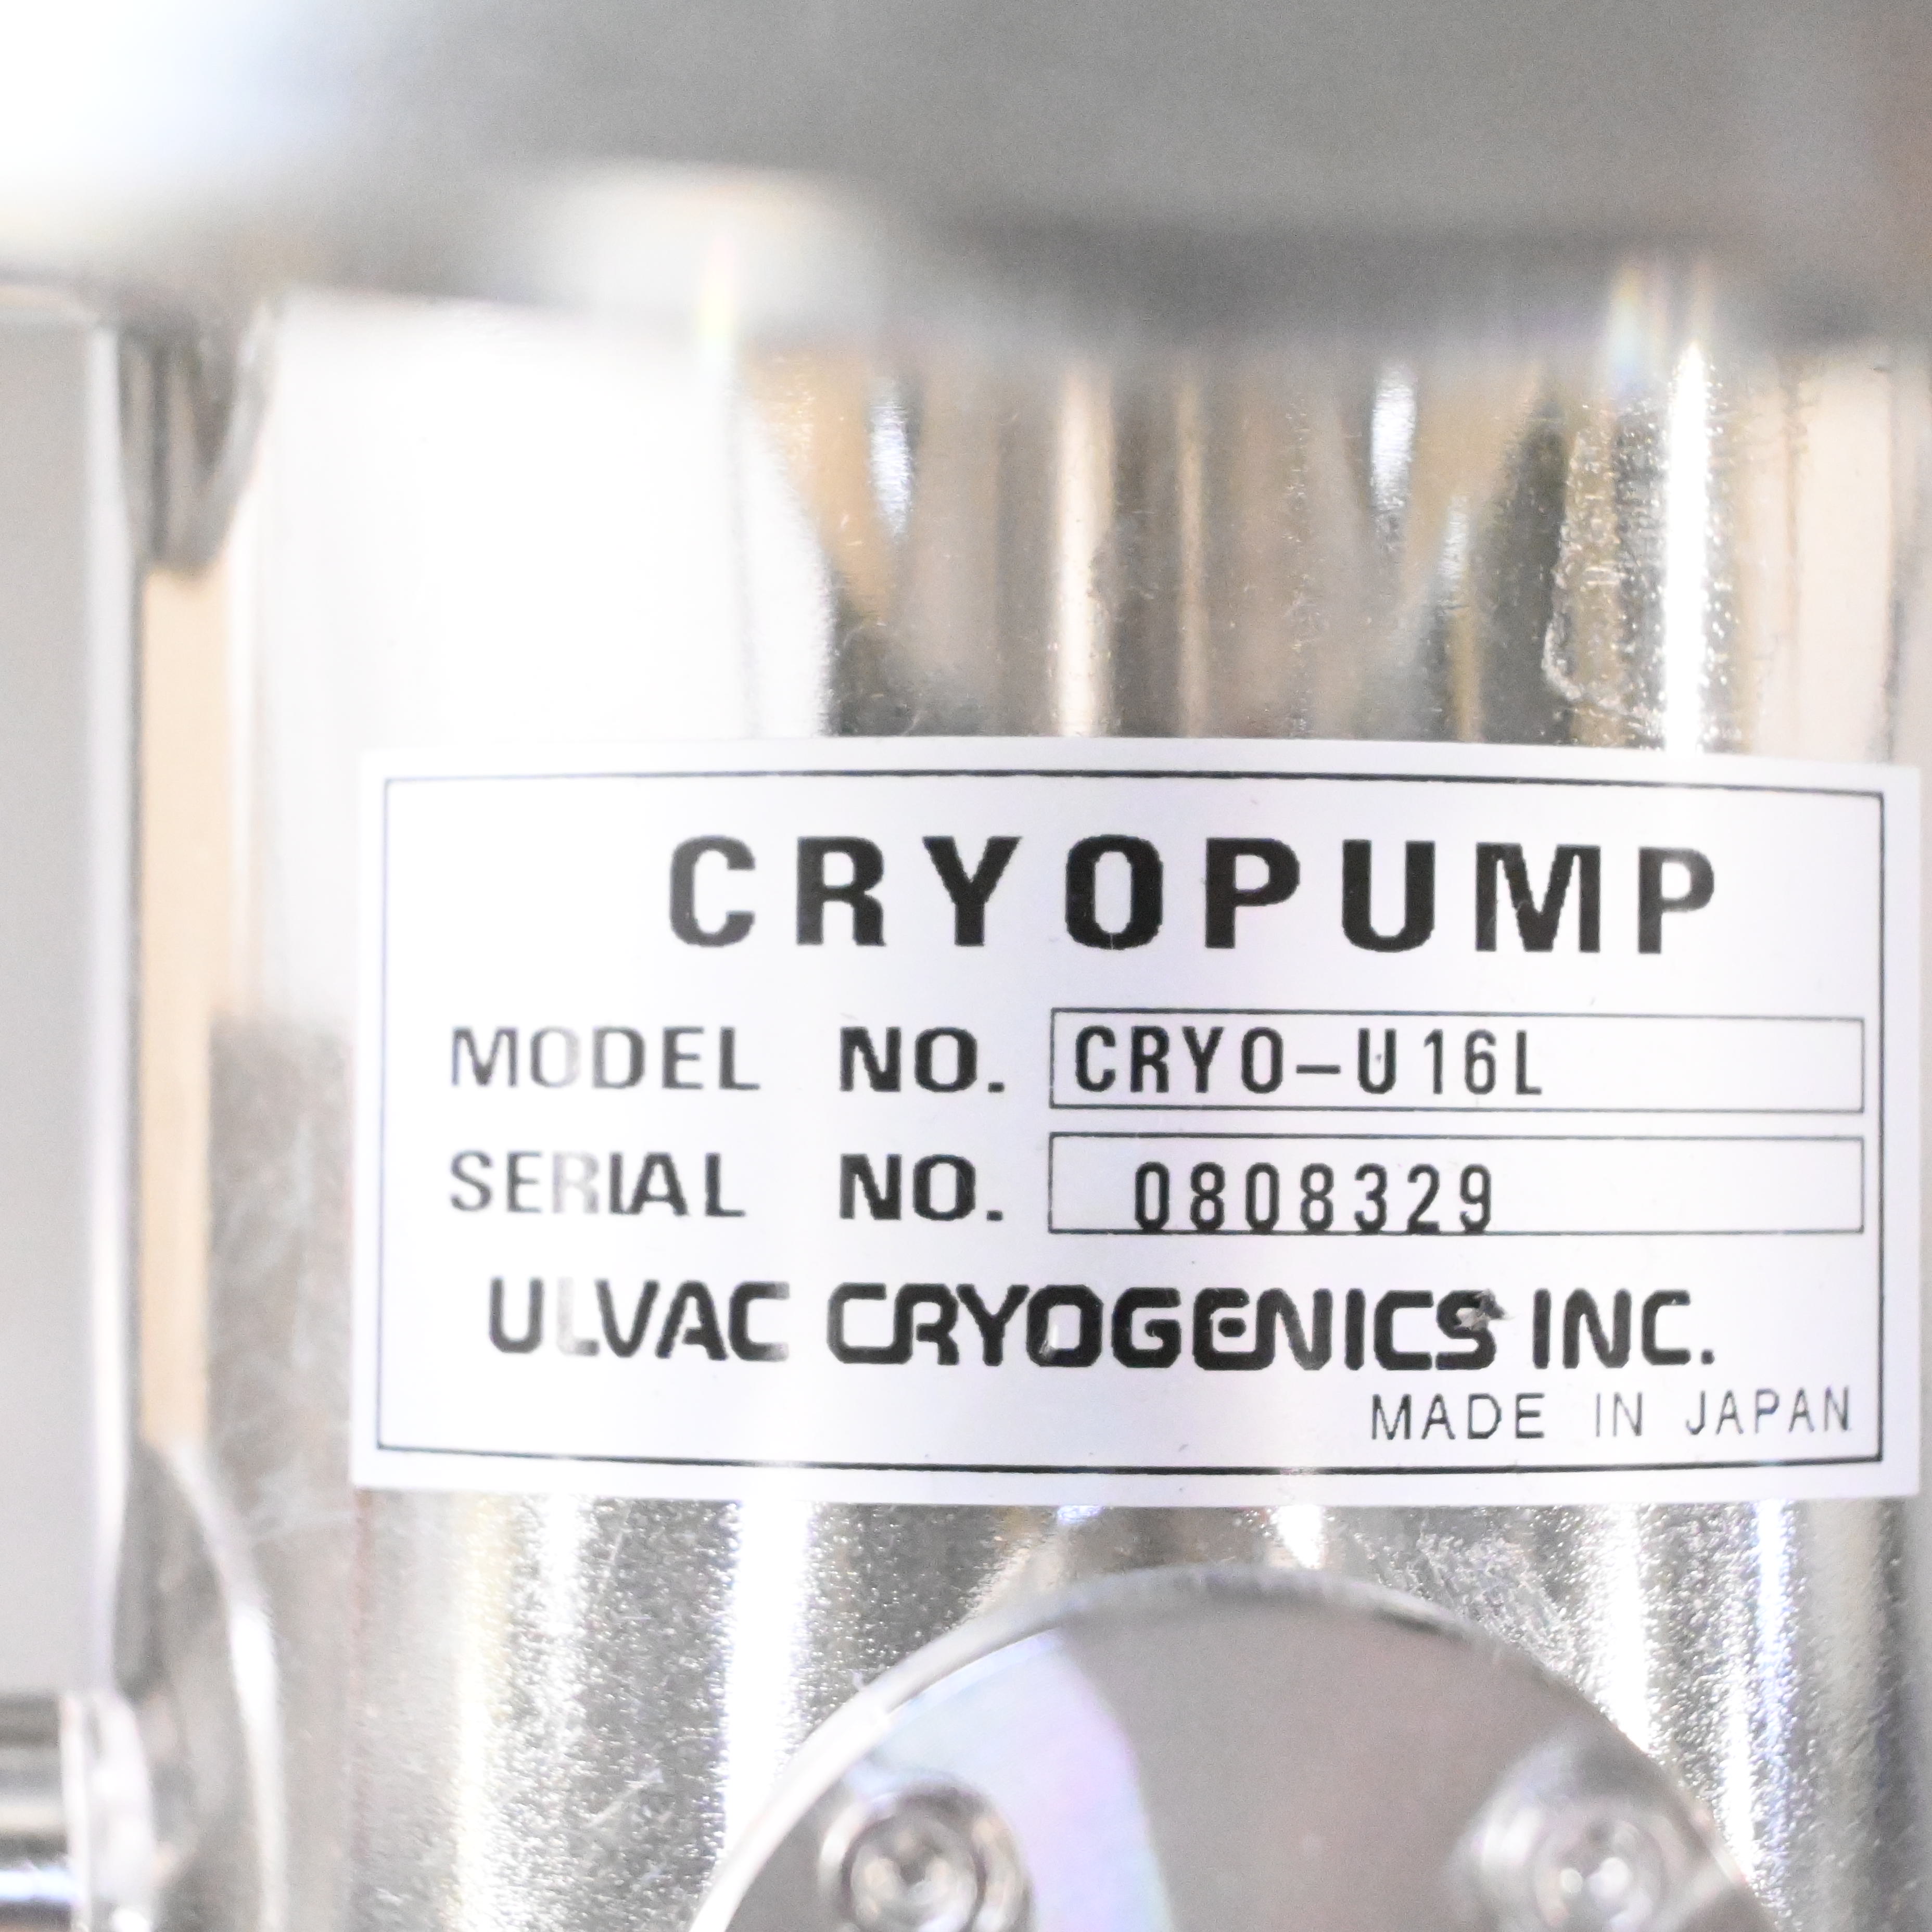 CRYOPUMP
MODEL NO. CRYO-U16L
SERIAL NO. 0808329
ULVAC CRYOGENICS INC.
MADE IN JAPAN